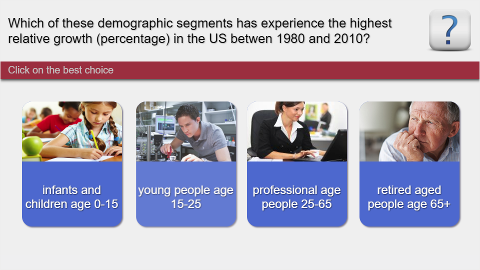 Which of these demographic segments has experience the highest
relative growth (percentage) in the US betwen 1980 and 2010?
?
Click on the best choice
infants and
children age 0-15
young people age
15-25
professional age
people 25-65
retired aged
people age 65+